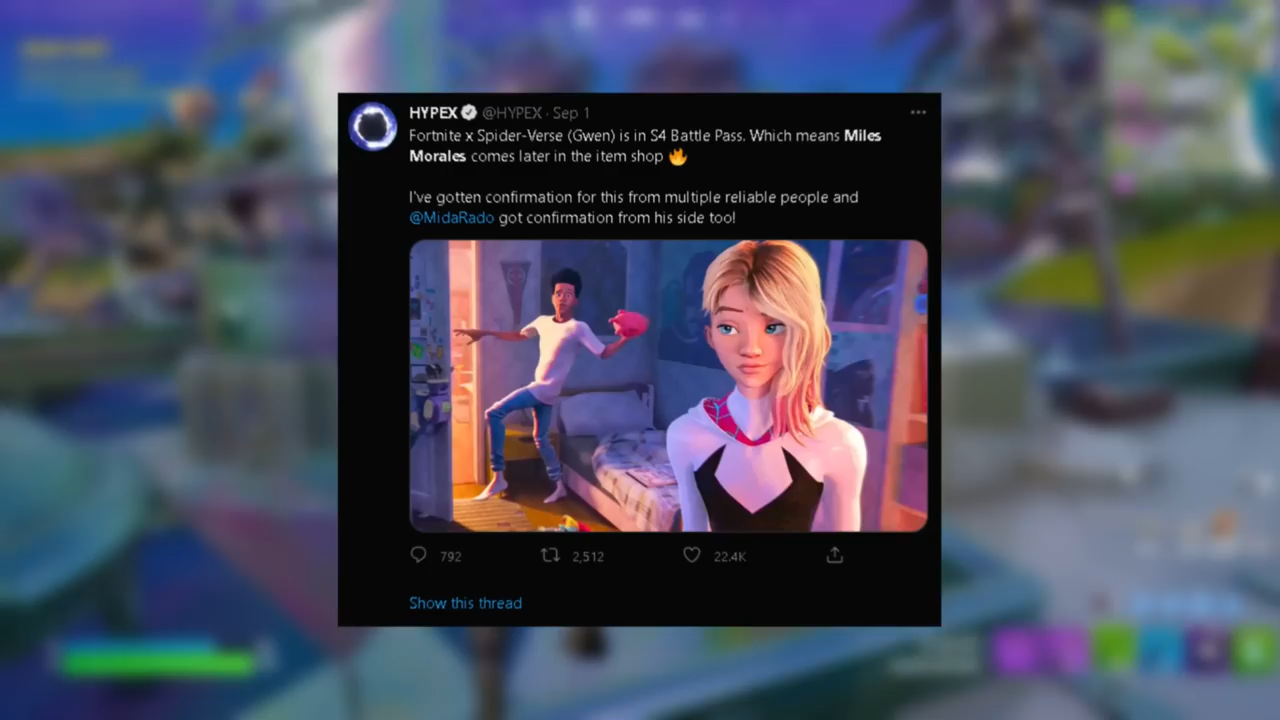 HYPEX @HYPEX · Sep 1
Fortnite x Spider-Verse (Gwen) is in S4 Battle Pass. Which means Miles
Morales comes later in the item shop 🔥
I've gotten confirmation for this from multiple reliable people and
@MidaRado got confirmation from his side too!
792 2,512 22.4K
Show this thread